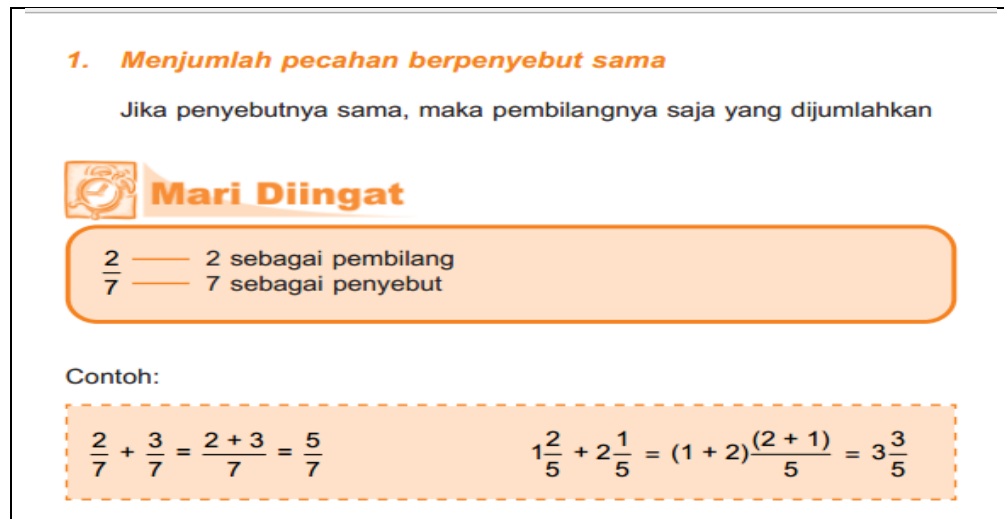 1. Menjumlah pecahan berpenyebut sama
Jika penyebutnya sama, maka pembilangnya saja yang dijumlahkan
Mari Diingat
2/7 —— 2 sebagai pembilang
—— 7 sebagai penyebut
Contoh:
2/7 + 3/7 = (2 + 3)/7 = 5/7
1 2/5 + 2 1/5 = (1 + 2) (2 + 1)/5 = 3 3/5